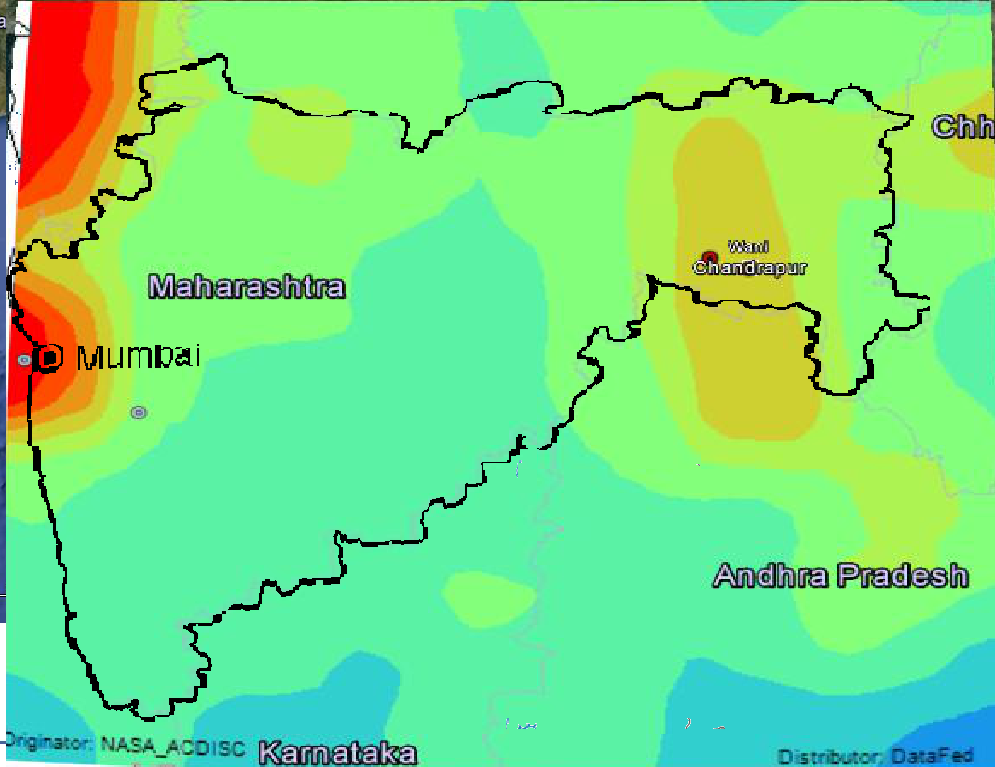 a
Chh
Wani
Chandrapur
Maharashtra
Mumbai
Andhra Pradesh
Originator: NASA_ACDISC
Karnataka
Distributor: DataFed